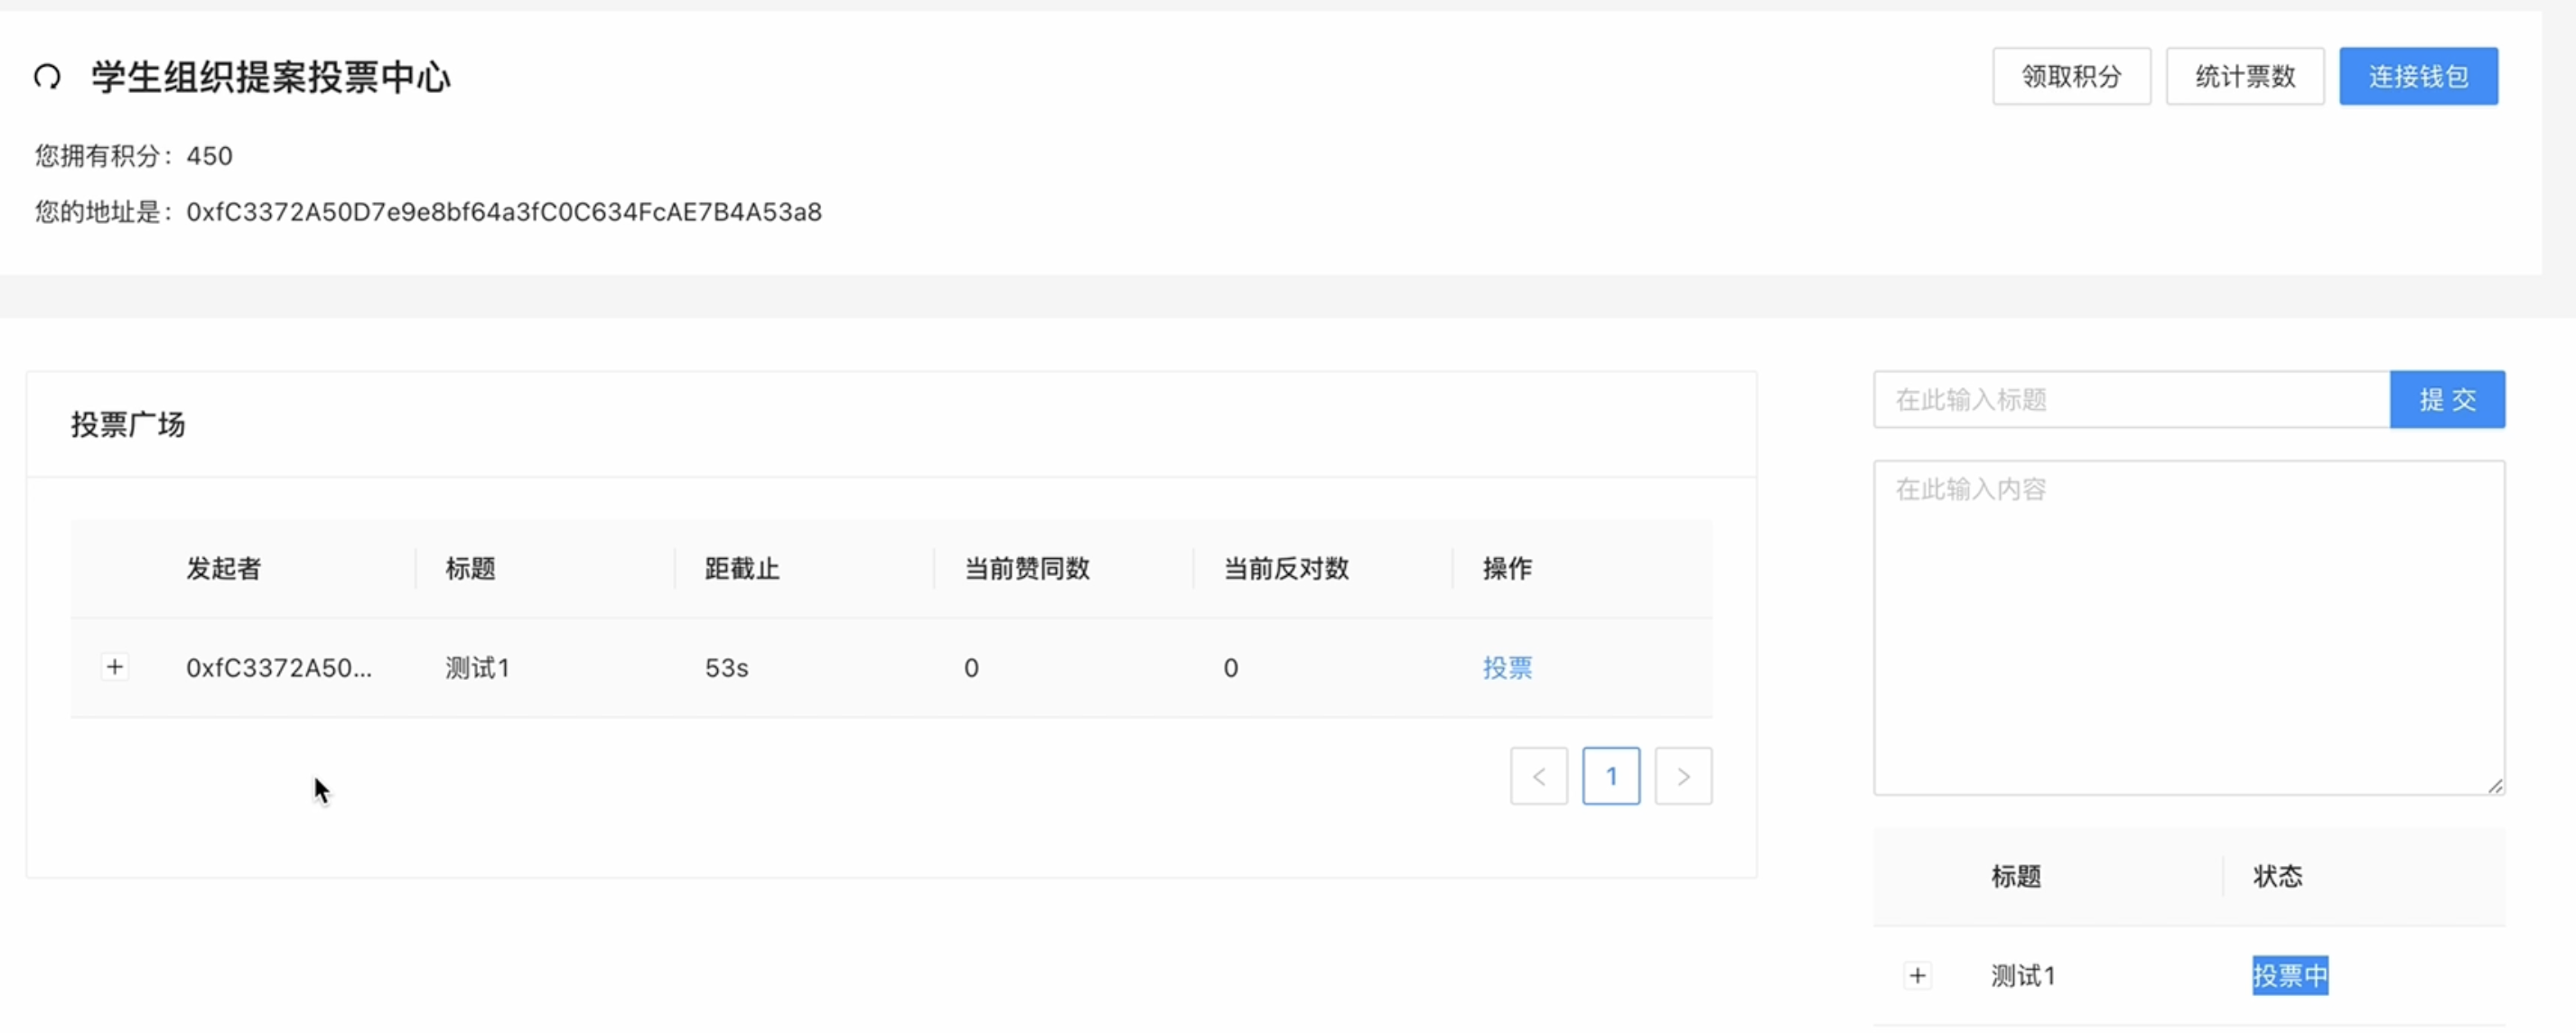 学生组织提案投票中心
领取积分 统计票数 连接钱包
您拥有积分：450
您的地址是：0xfC3372A50D7e9e8bf64a3fC0C634FcAE7B4A53a8
投票广场
发起者 标题 距截止 当前赞同数 当前反对数 操作
0xfC3372A50... 测试1 53s 0 0 投票
< 1 >
在此输入标题 提 交
在此输入内容
标题 状态
测试1 投票中